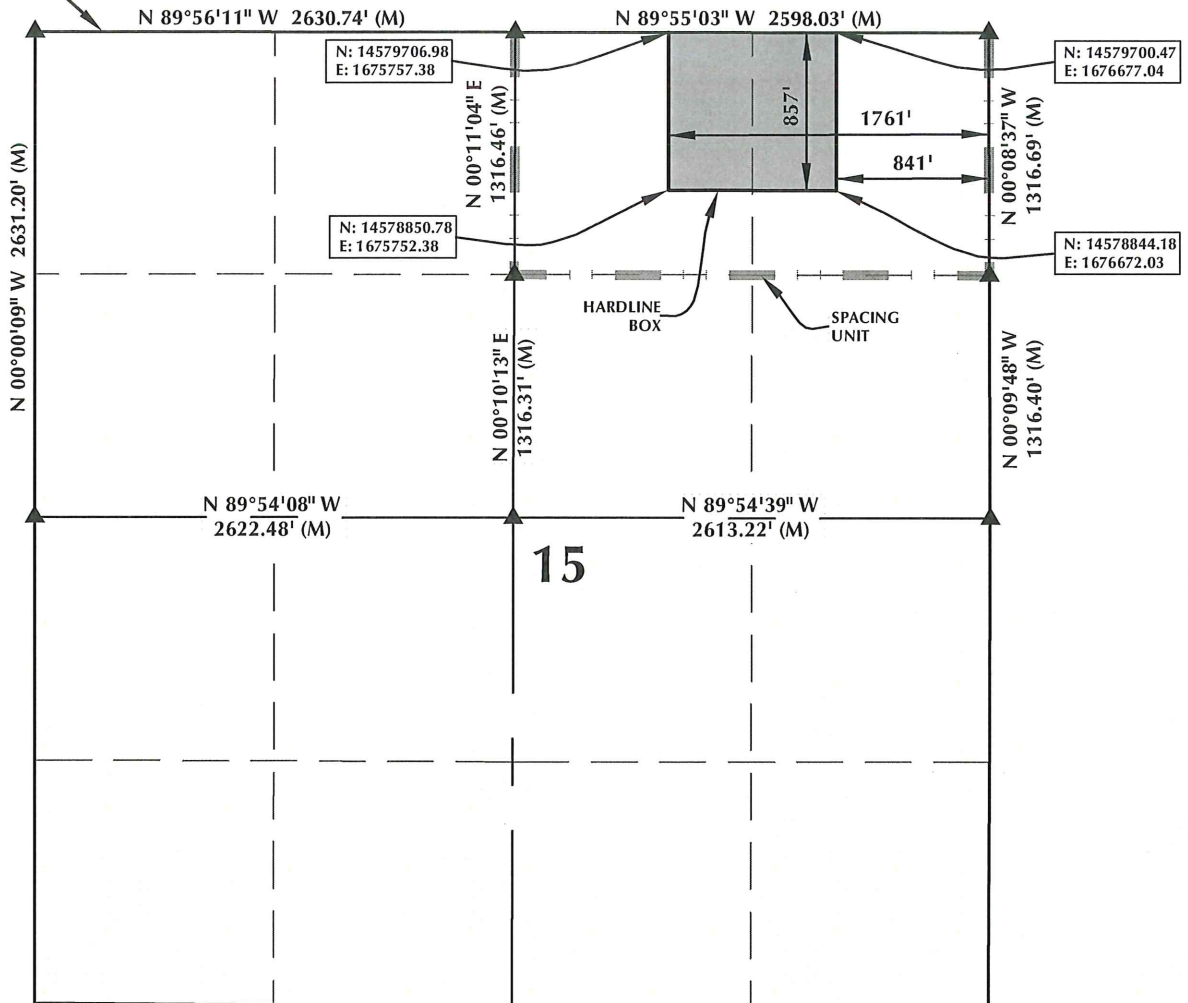 N 89°56'11" W 2630.74' (M)
N 89°55'03" W 2598.03' (M)
N: 14579706.98
E: 1675757.38
N: 14579700.47
E: 1676677.04
N 00°11'04" E
1316.46' (M)
857'
1761'
841'
N 00°08'37" W
1316.69' (M)
N 00°00'09" W 2631.20' (M)
N: 14578850.78
E: 1675752.38
N: 14578844.18
E: 1676672.03
HARDLINE
BOX
SPACING
UNIT
N 00°10'13" E
1316.31' (M)
N 00°09'48" W
1316.40' (M)
N 89°54'08" W
2622.48' (M)
N 89°54'39" W
2613.22' (M)
15